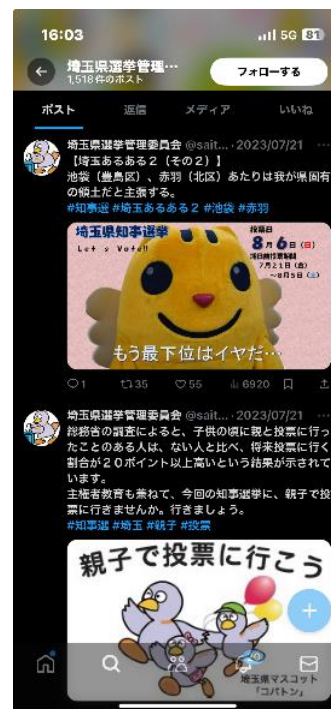 16:03
5G 81
埼玉県選挙管理…
1,518件のポスト
フォローする
ポスト
返信
メディア
いいね
埼玉県選挙管理委員会 @sait… · 2023/07/21
【埼玉あるある2（その2）】
池袋（豊島区）、赤羽（北区）あたりは我が県固有
の領土だと主張する。
#知事選 #埼玉あるある2 #池袋 #赤羽
埼玉県知事選挙
Let's Vote!!
投票日
8月6日(日)
期日前投票期間
7月21日(金)
～8月5日(土)
もう最下位はイヤだ…
1
35
55
6920
埼玉県選挙管理委員会 @sait… · 2023/07/21
総務省の調査によると、子供の頃に親と投票に行っ
たことのある人は、ない人と比べ、将来投票に行く
割合が20ポイント以上高いという結果が示されて
います。
主権者教育も兼ねて、今回の知事選挙に、親子で投
票に行きませんか。行きましょう。
#知事選 #埼玉 #親子 #投票
親子で投票に行こう
埼玉県マスコット
「コバトン」